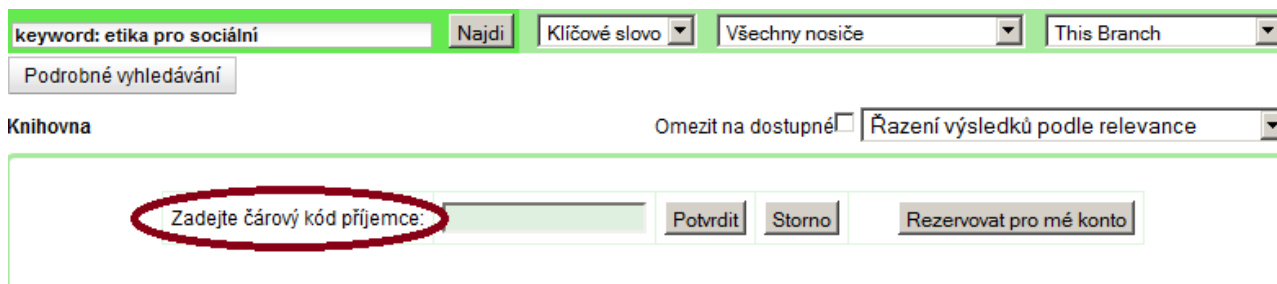 keyword: etika pro sociální Najdi Klíčové slovo Všechny nosiče This Branch
Podrobné vyhledávání
Knihovna Omezit na dostupné Řazení výsledků podle relevance
Zadejte čárový kód příjemce: Potvrdit Storno Rezervovat pro mé konto